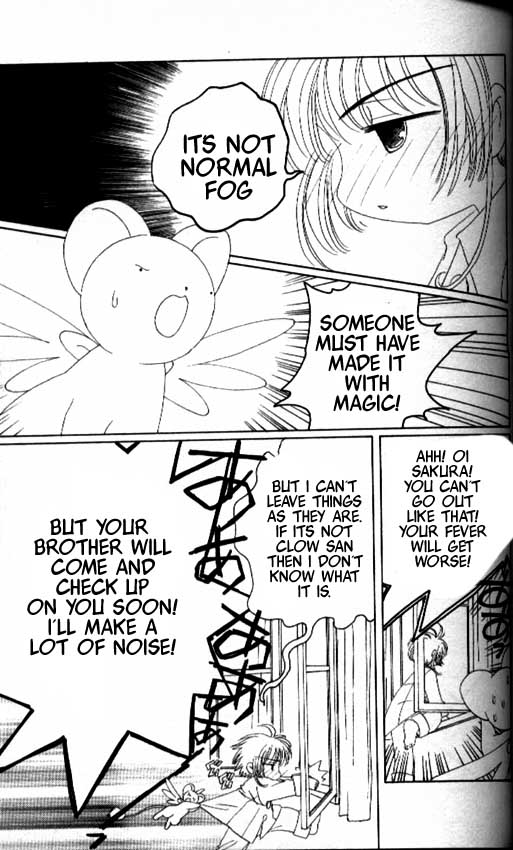 ITS NOT
NORMAL
FOG
SOMEONE
MUST HAVE
MADE IT
WITH
MAGIC!
AHH! OI
SAKURA!
YOU CAN'T
GO OUT
LIKE THAT!
YOUR FEVER
WILL GET
WORSE!
BUT I CAN'T
LEAVE THINGS
AS THEY ARE.
IF ITS NOT
CLOW SAN
THEN I DON'T
KNOW WHAT
IT IS.
BUT YOUR
BROTHER WILL
COME AND
CHECK UP
ON YOU SOON!
I'LL MAKE A
LOT OF NOISE!